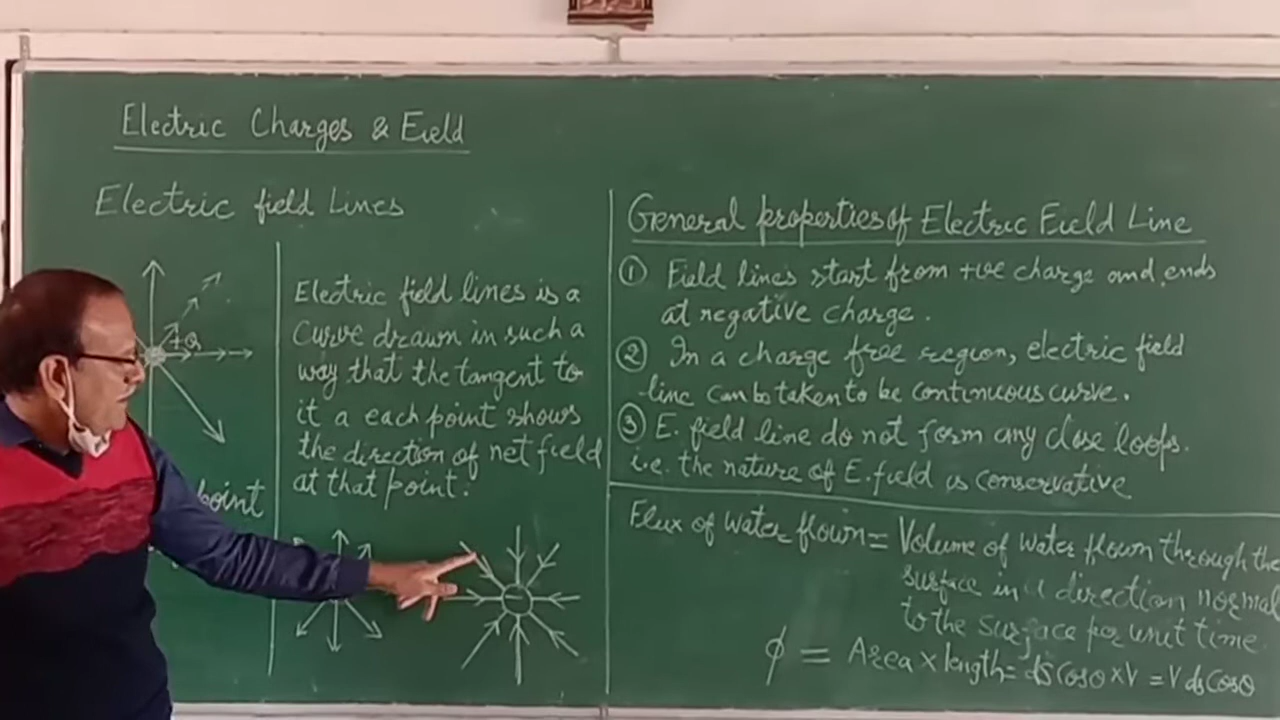 Electric Charges & Field
Electric field Lines
+Q
point
Electric field lines is a
curve drawn in such a
way that the tangent to
it a each point shows
the direction of net field
at that point.
General properties of Electric Field Line
① Field lines start from +ve charge and ends
at negative charge.
② In a charge free region, electric field
line can be taken to be continuous curve.
③ E. field line do not form any close loops.
i.e. the nature of E. field is conservative
Flux of water flown = Volume of water flown through the
surface in a direction normal
to the surface per unit time
ϕ = Area × length = ds cosθ × V = V ds cosθ